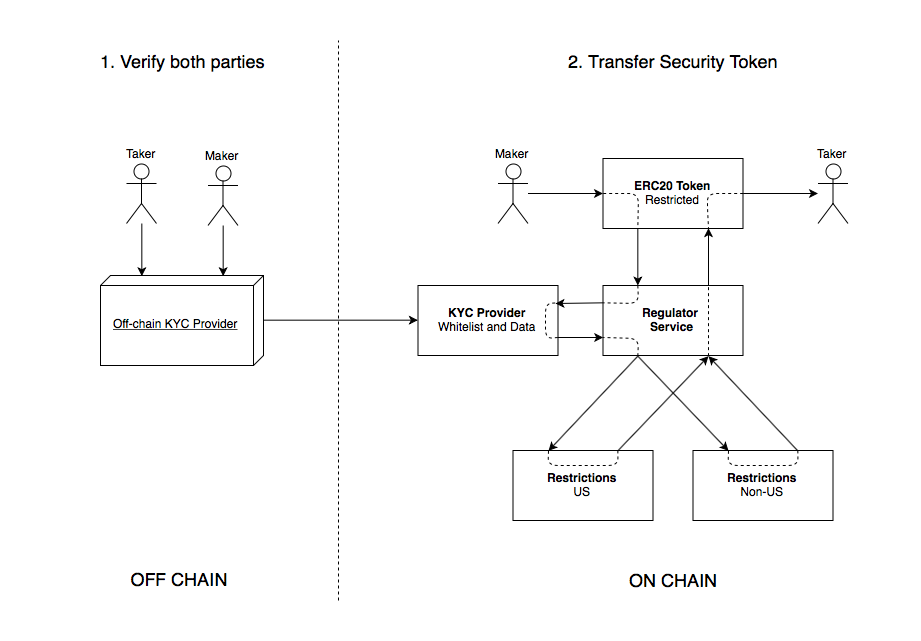 1. Verify both parties
2. Transfer Security Token
Taker
Maker
Off-chain KYC Provider
Maker
Taker
ERC20 Token
Restricted
KYC Provider
Whitelist and Data
Regulator
Service
Restrictions
US
Restrictions
Non-US
OFF CHAIN
ON CHAIN